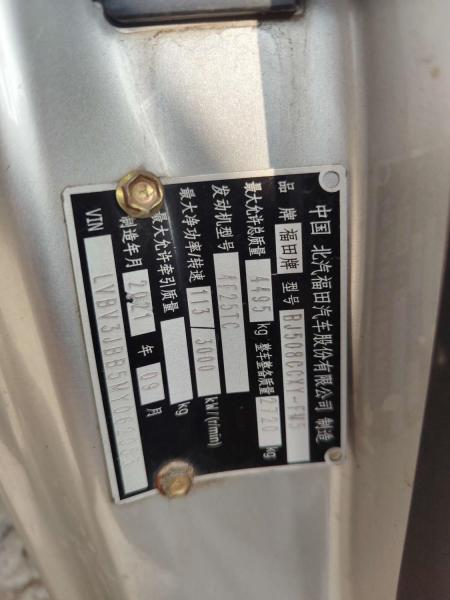 中国 北汽福田汽车股份有限公司 制造
品牌 福田牌 型号 BJ508CCXY-FM5
最大允许总质量 4495 kg 整车整备质量 2720 kg
发动机型号 4F25TC
最大净功率/转速 113/3000 kW/(r/min)
最大允许牵引质量 kg
制造年月 2021 年 09 月
VIN